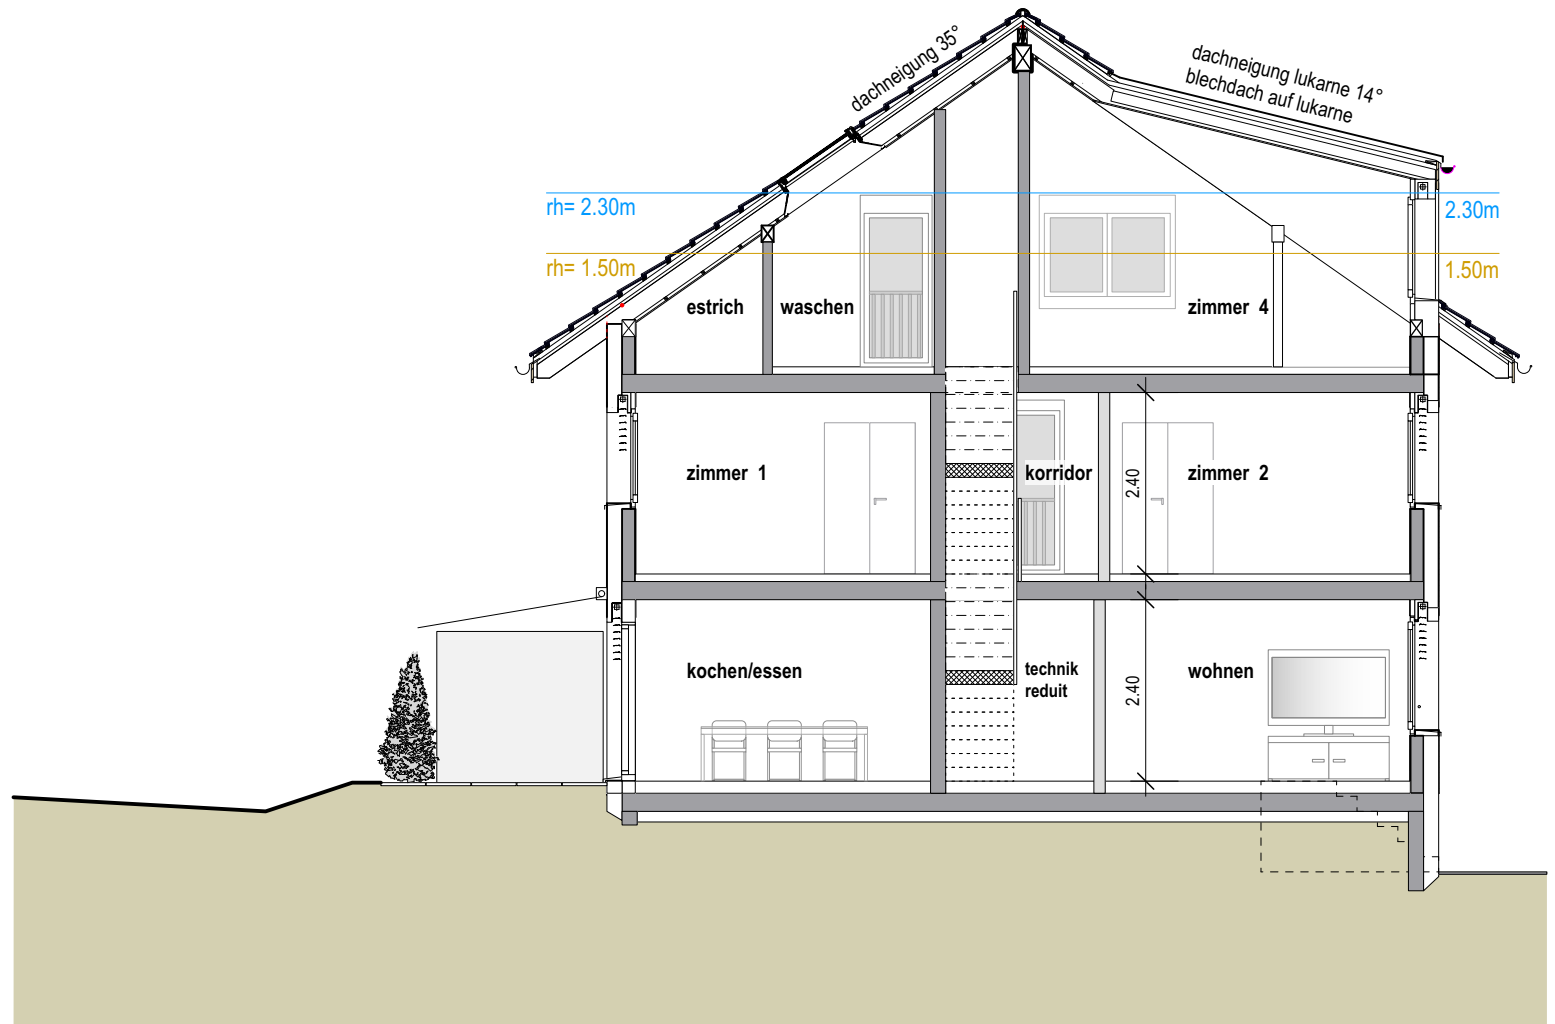 dachneigung 35°
dachneigung lukarne 14°
blechdach auf lukarne
rh= 2.30m
2.30m
rh= 1.50m
1.50m
estrich
waschen
zimmer 4
zimmer 1
korridor
2.40
zimmer 2
kochen/essen
technik
reduit
2.40
wohnen